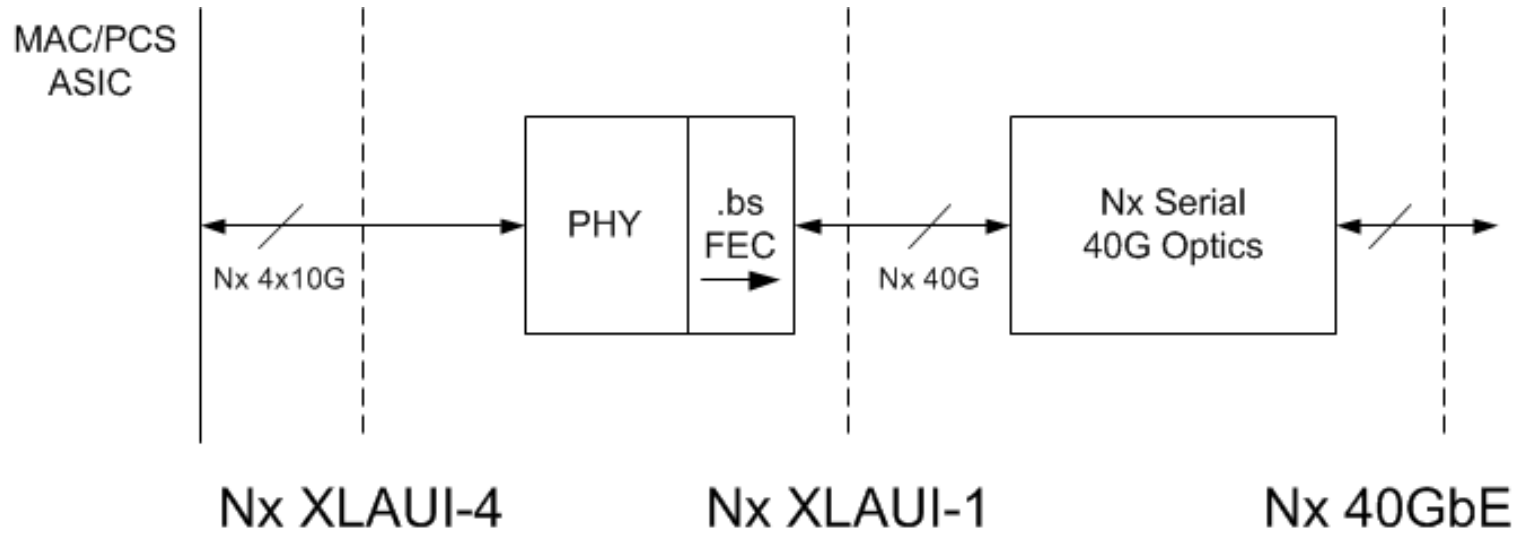 MAC/PCS
ASIC
PHY
.bs
FEC
Nx Serial
40G Optics
Nx 4x10G
Nx 40G
Nx XLAUI-4
Nx XLAUI-1
Nx 40GbE